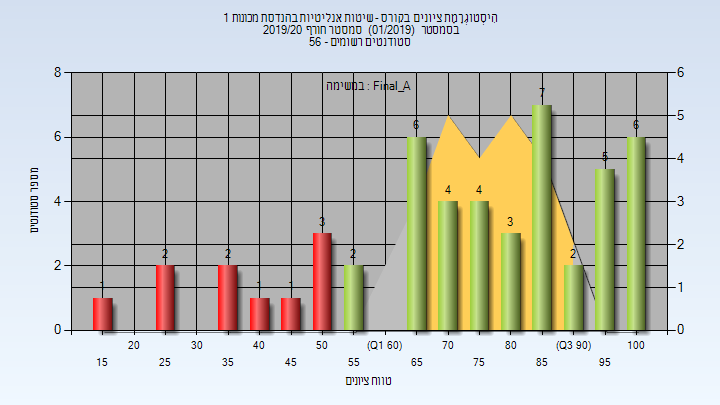 היסטוגרמת ציונים בקורס - שיטות אנליטיות בהנדסת מכונות 1
בסמסטר (01/2019) סמסטר חורף 2019/20
סטודנטים רשומים - 56
במשימה : Final_A
8 6 4 2 0
מספר סטודנטים
6 5 4 3 2 1 0
1 2 2 1 1 3 2 6 4 4 3 7 2 5 6
20 30 40 50 (Q1 60) 70 80 (Q3 90) 100
15 25 35 45 55 65 75 85 95
טווח ציונים